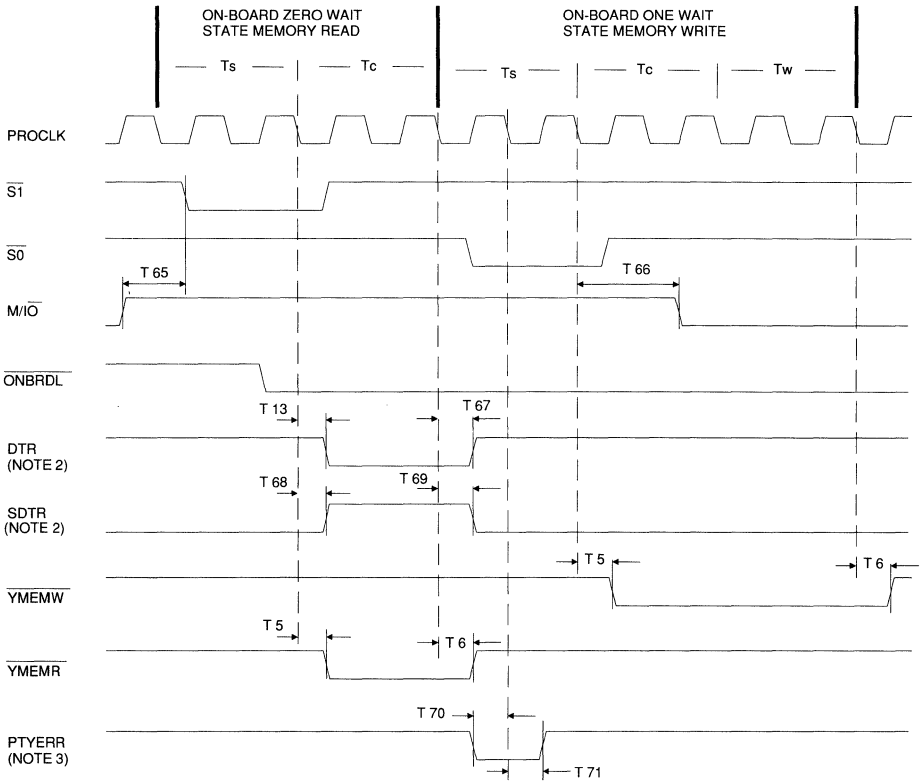 ON-BOARD ZERO WAIT
STATE MEMORY READ
ON-BOARD ONE WAIT
STATE MEMORY WRITE
Ts
Tc
Ts
Tc
Tw
PROCLK
S1
S0
T 65
T 66
M/IO
ONBRDL
T 13
T 67
DTR
(NOTE 2)
T 68
T 69
SDTR
(NOTE 2)
T 5
T 6
YMEMW
T 5
T 6
YMEMR
T 70
PTYERR
(NOTE 3)
T 71